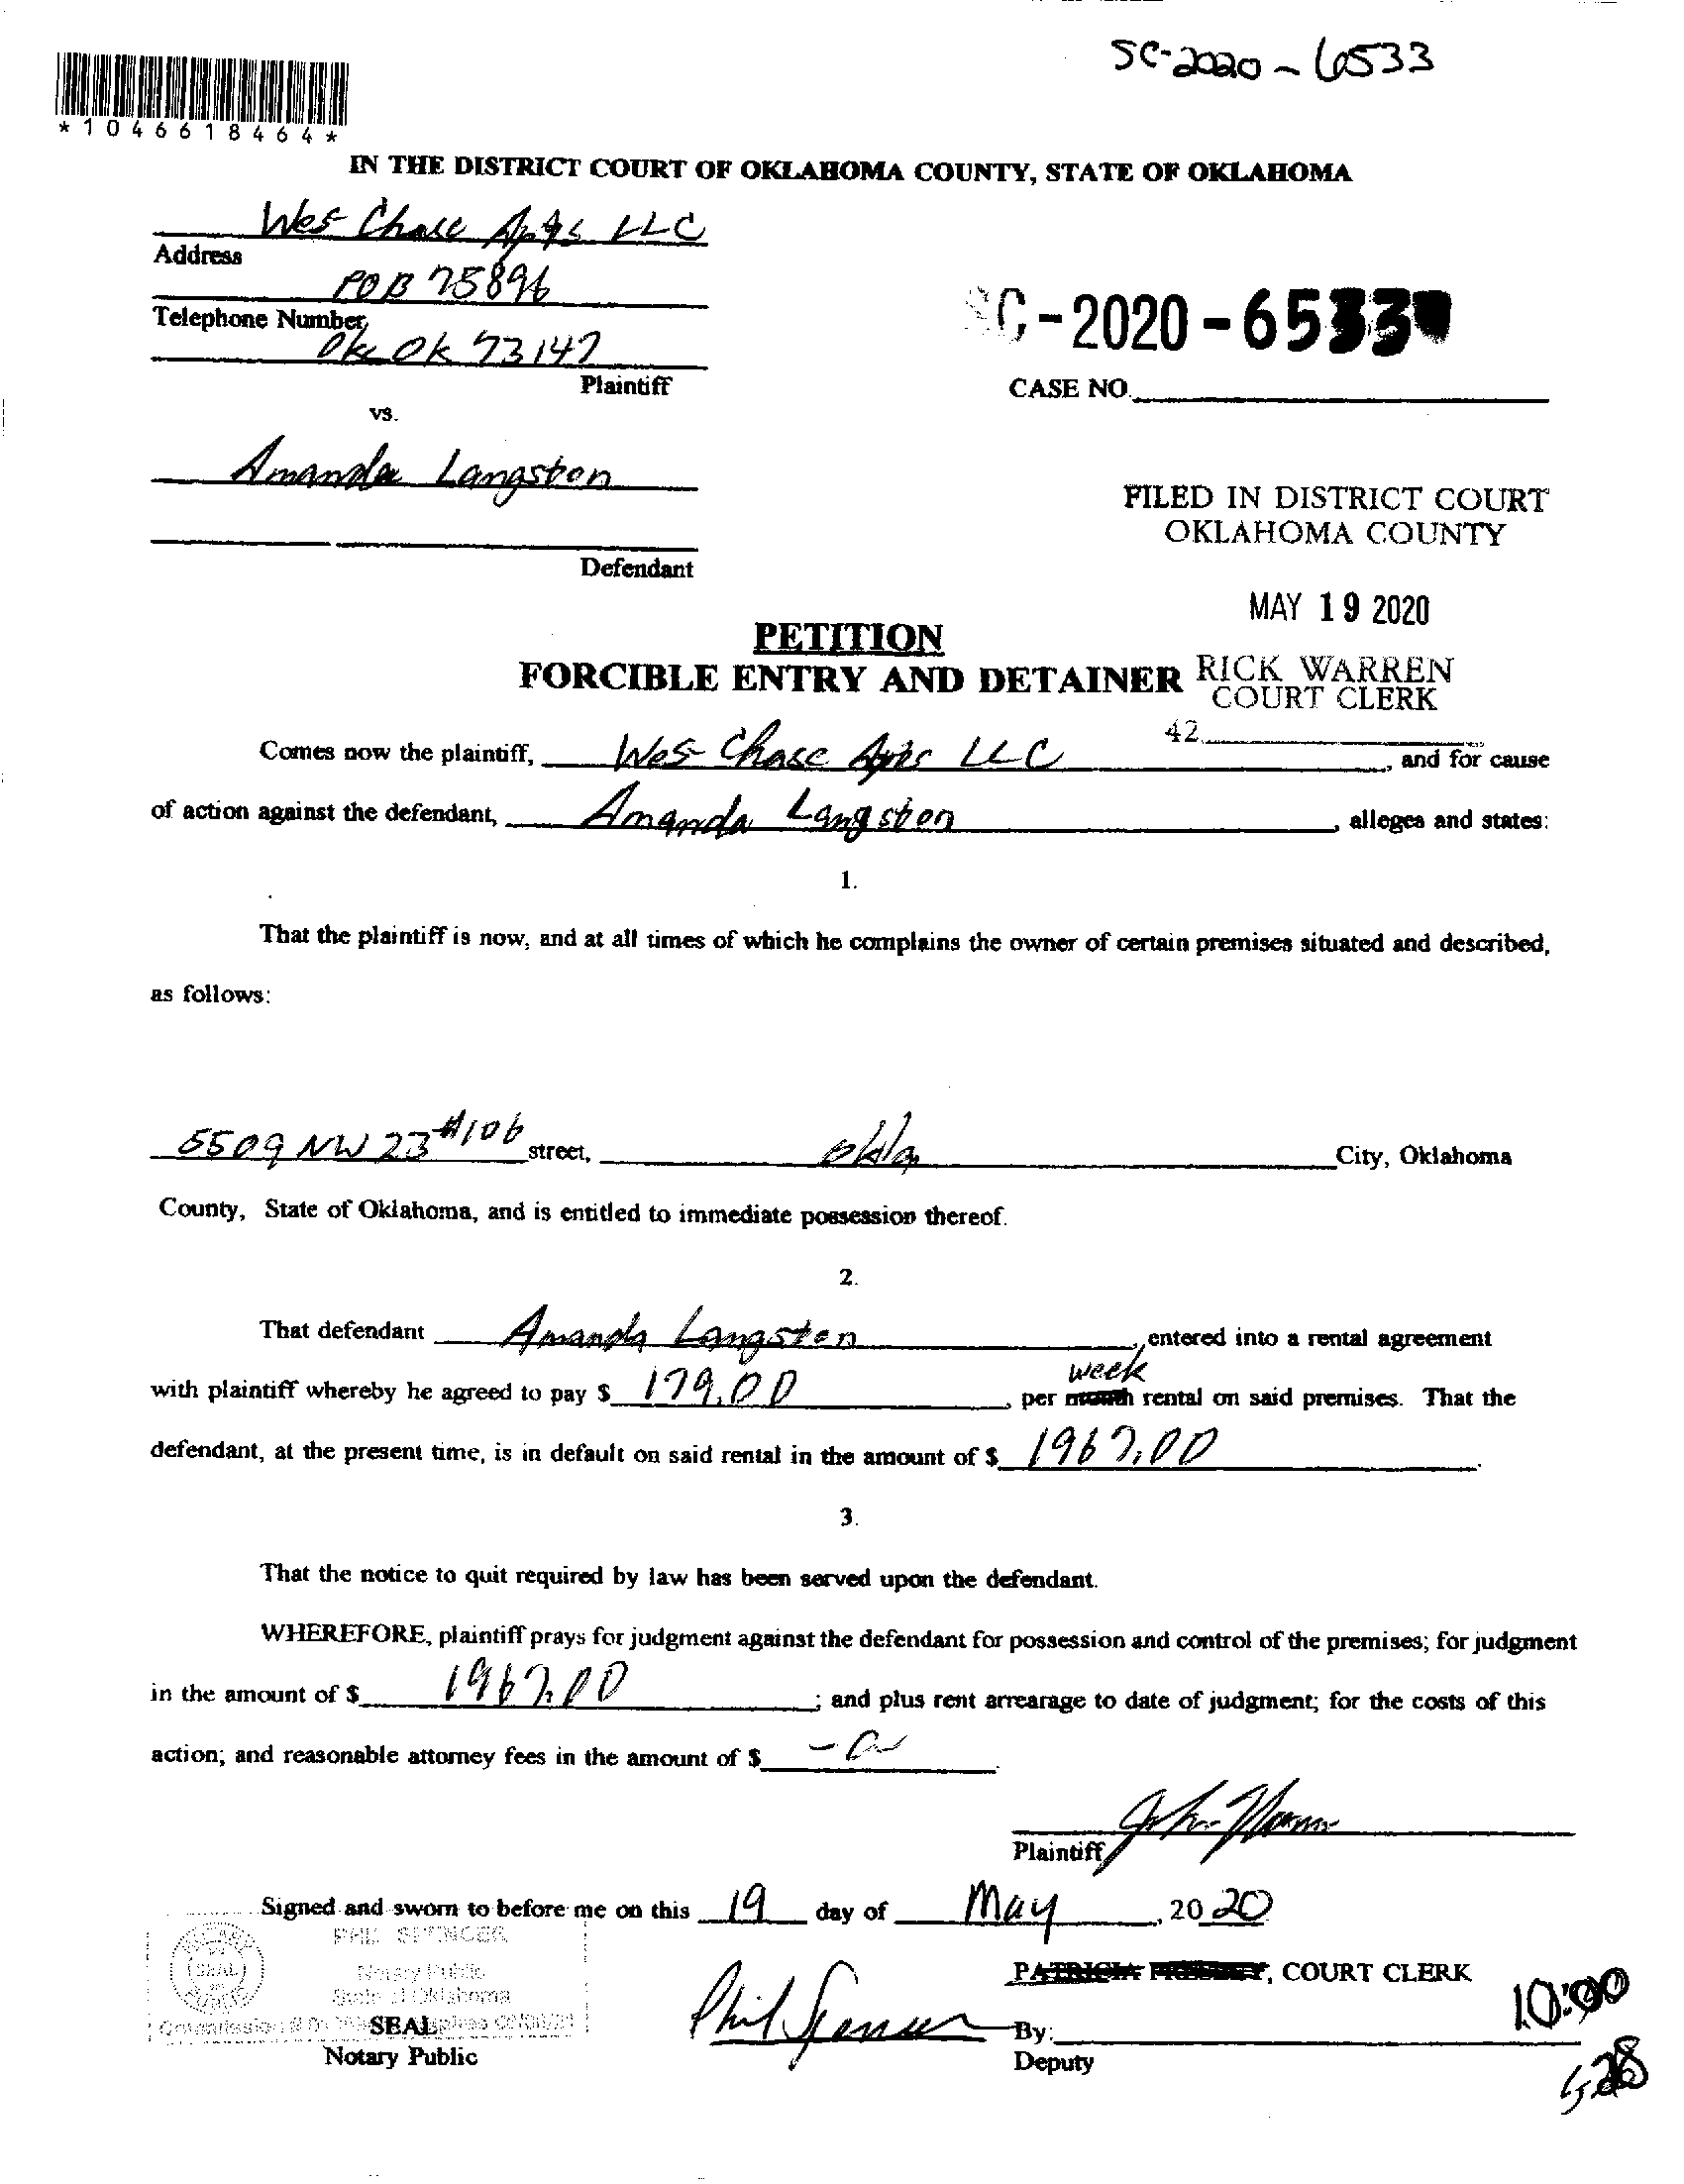 SC-2020-6533
*1046618464*
IN THE DISTRICT COURT OF OKLAHOMA COUNTY, STATE OF OKLAHOMA
Wes Chase Apts LLC
Address
POB 75896
Telephone Number
Okc Ok 73147
Plaintiff
SC-2020-6533
CASE NO.
vs.
Amanda Langston
Defendant
FILED IN DISTRICT COURT
OKLAHOMA COUNTY
MAY 19 2020
PETITION
FORCIBLE ENTRY AND DETAINER
RICK WARREN
COURT CLERK
42
Comes now the plaintiff, Wes Chase Apts LLC, and for cause
of action against the defendant, Amanda Langston, alleges and states:
1.
That the plaintiff is now, and at all times of which he complains the owner of certain premises situated and described,
as follows:
5509 NW 23 #106 street, okla City, Oklahoma
County, State of Oklahoma, and is entitled to immediate possession thereof.
2.
That defendant Amanda Langston, entered into a rental agreement
week
with plaintiff whereby he agreed to pay $ 179.00, per month rental on said premises. That the
defendant, at the present time, is in default on said rental in the amount of $ 1967.00.
3.
That the notice to quit required by law has been served upon the defendant.
WHEREFORE, plaintiff prays for judgment against the defendant for possession and control of the premises; for judgment
in the amount of $ 1967.00; and plus rent arrearage to date of judgment; for the costs of this
action; and reasonable attorney fees in the amount of $
Plaintiff
Signed and sworn to before me on this 19 day of May, 2020
PHIL SPENCER
Notary Public
State of Oklahoma
SEAL
Notary Public
Phil Spencer
PATRICIA PRESLEY, COURT CLERK
By:
Deputy
10:00
5-28